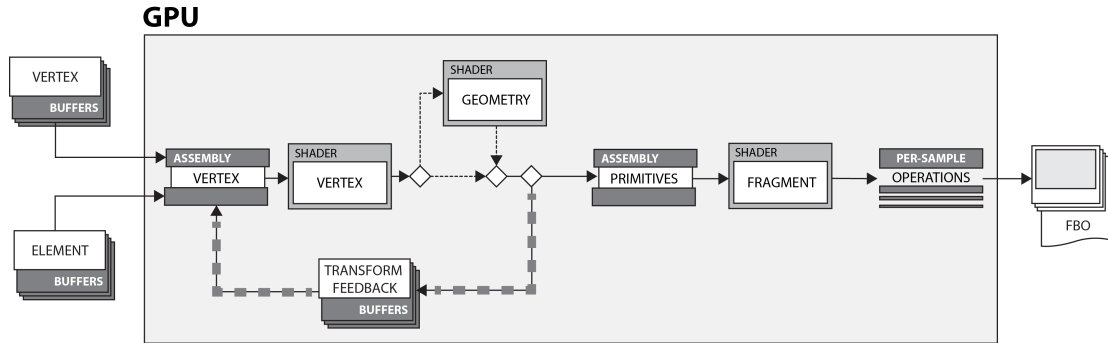 GPU
VERTEX
BUFFERS
ELEMENT
BUFFERS
ASSEMBLY
VERTEX
SHADER
VERTEX
SHADER
GEOMETRY
TRANSFORM
FEEDBACK
BUFFERS
ASSEMBLY
PRIMITIVES
SHADER
FRAGMENT
PER-SAMPLE
OPERATIONS
FBO